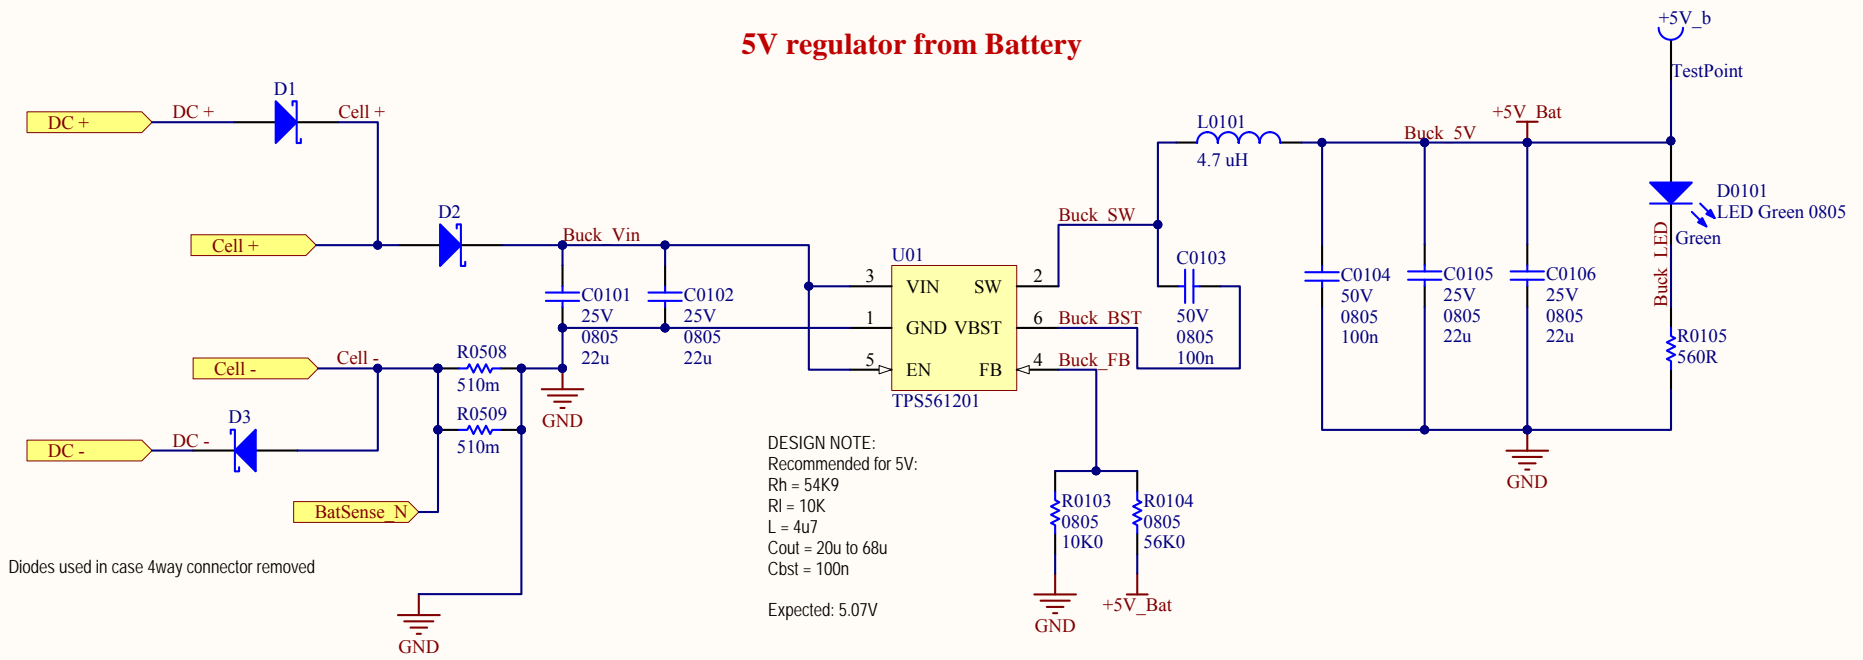 5V regulator from Battery
+5V_b
TestPoint
DC +
DC +
D1
Cell +
Cell +
D2
Buck_Vin
C0101
25V
0805
22u
C0102
25V
0805
22u
U01
3
VIN
SW
2
1
GND
VBST
6
5
EN
FB
4
TPS561201
Buck_SW
Buck_BST
Buck_FB
L0101
4.7 uH
C0103
50V
0805
100n
Buck_5V
+5V_Bat
C0104
50V
0805
100n
C0105
25V
0805
22u
C0106
25V
0805
22u
D0101
LED Green 0805
Green
Buck_LED
R0105
560R
GND
Cell -
Cell -
R0508
510m
R0509
510m
GND
D3
DC -
DC -
BatSense_N
Diodes used in case 4way connector removed
GND
DESIGN NOTE:
Recommended for 5V:
Rh = 54K9
Rl = 10K
L = 4u7
Cout = 20u to 68u
Cbst = 100n
Expected: 5.07V
R0103
0805
10K0
R0104
0805
56K0
GND
+5V_Bat